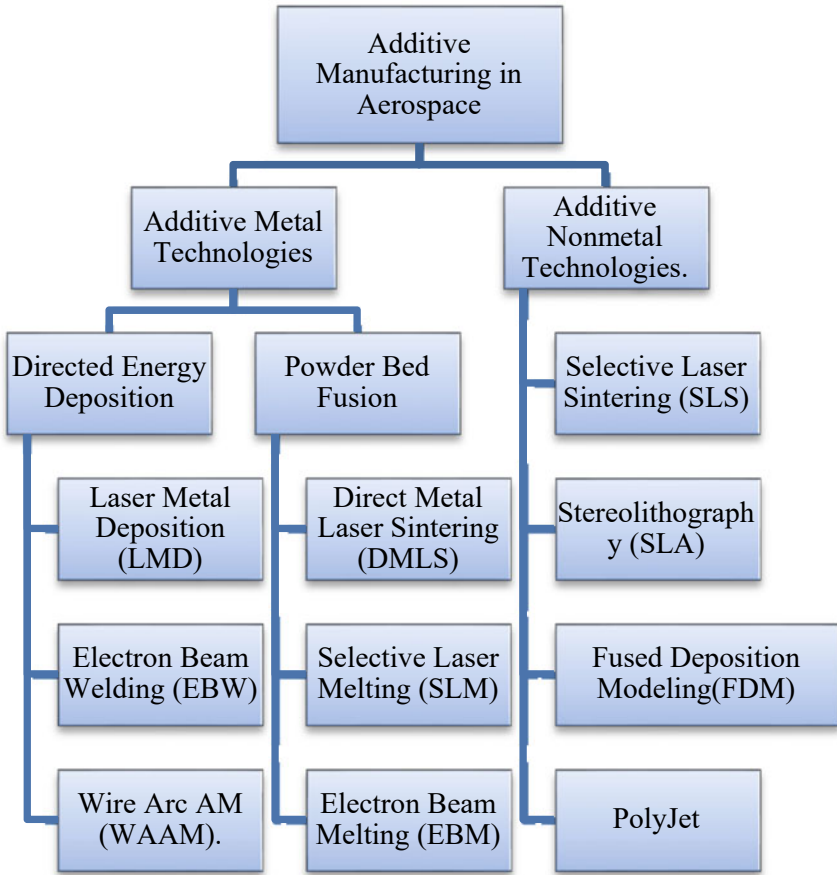 Additive
Manufacturing in
Aerospace
Additive Metal
Technologies
Additive
Nonmetal
Technologies.
Directed Energy
Deposition
Powder Bed
Fusion
Selective Laser
Sintering (SLS)
Laser Metal
Deposition
(LMD)
Direct Metal
Laser Sintering
(DMLS)
Stereolithograph
y (SLA)
Electron Beam
Welding (EBW)
Selective Laser
Melting (SLM)
Fused Deposition
Modeling(FDM)
Wire Arc AM
(WAAM).
Electron Beam
Melting (EBM)
PolyJet